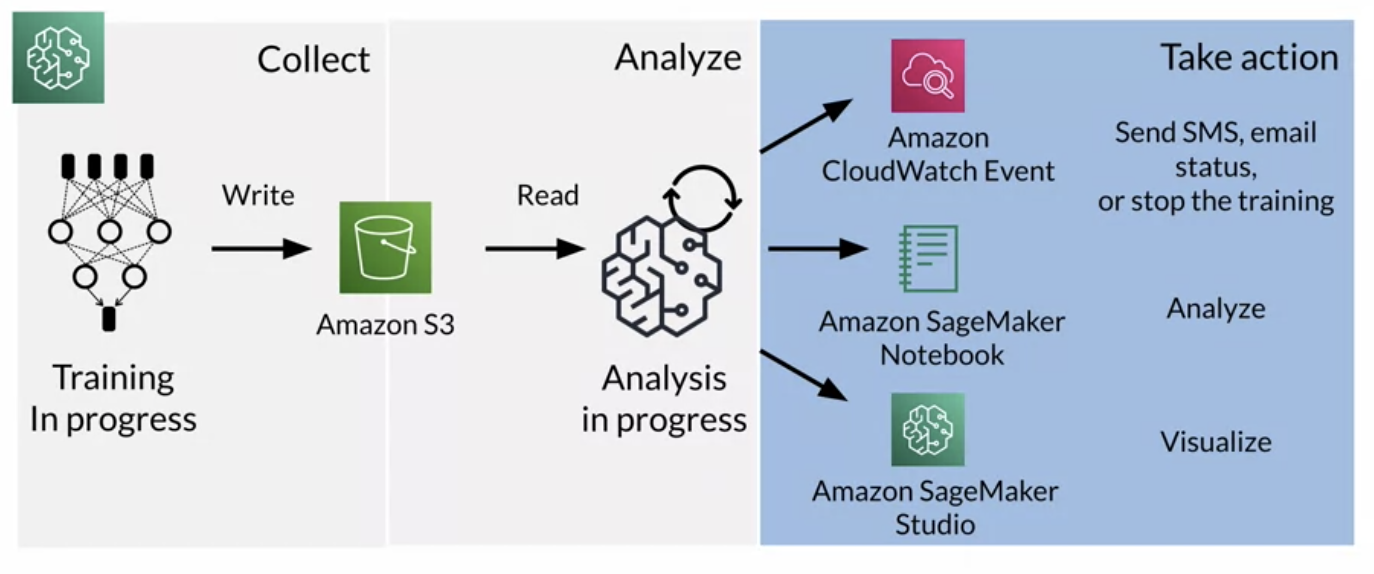 Collect
Analyze
Take action
Write
Read
Training
In progress
Amazon S3
Analysis
in progress
Amazon
CloudWatch Event
Send SMS, email
status,
or stop the training
Amazon SageMaker
Notebook
Analyze
Amazon SageMaker
Studio
Visualize